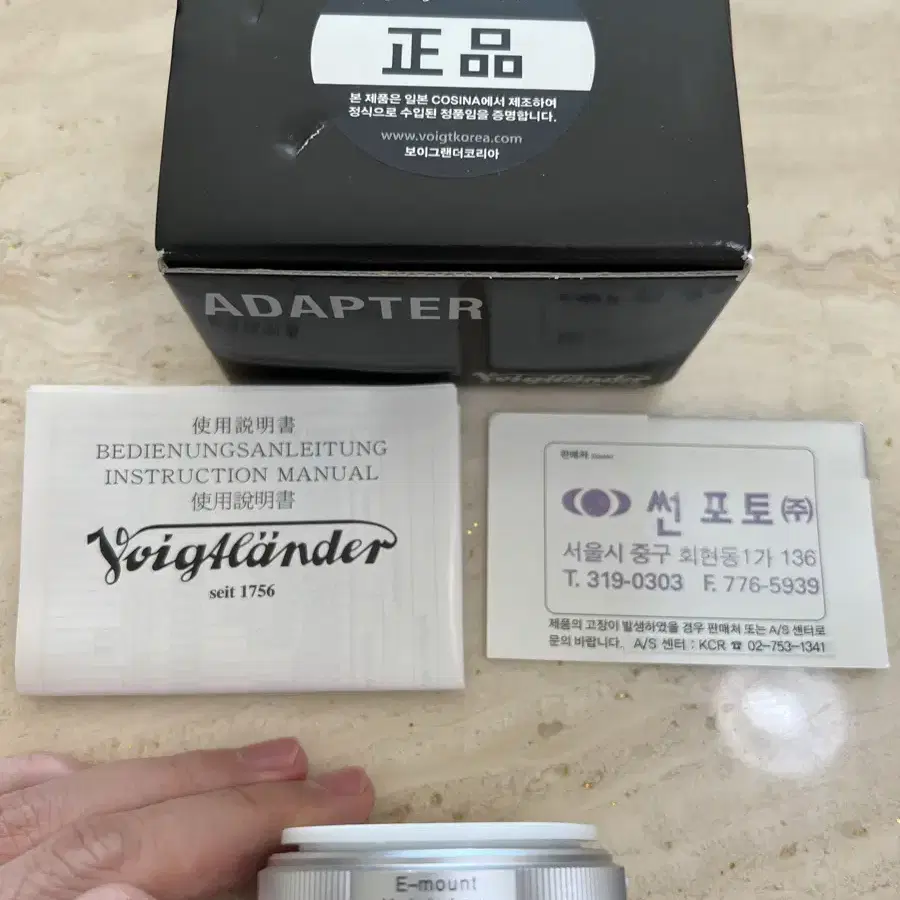 正品
본 제품은 일본 COSINA에서 제조하여
정식으로 수입된 정품임을 증명합니다.
www.voigtkorea.com
보이그랜더코리아
ADAPTER
Voigtländer
使用説明書
BEDIENUNGSANLEITUNG
INSTRUCTION MANUAL
使用說明書
Voigtländer
seit 1756
판매처
썬 포토㈜
서울시 중구 회현동1가 136
T. 319-0303 F. 776-5939
제품의 고장이 발생하였을 경우 판매처 또는 A/S 센터로
문의 바랍니다. A/S 센터 : KCR ☎ 02-753-1341
E-mount